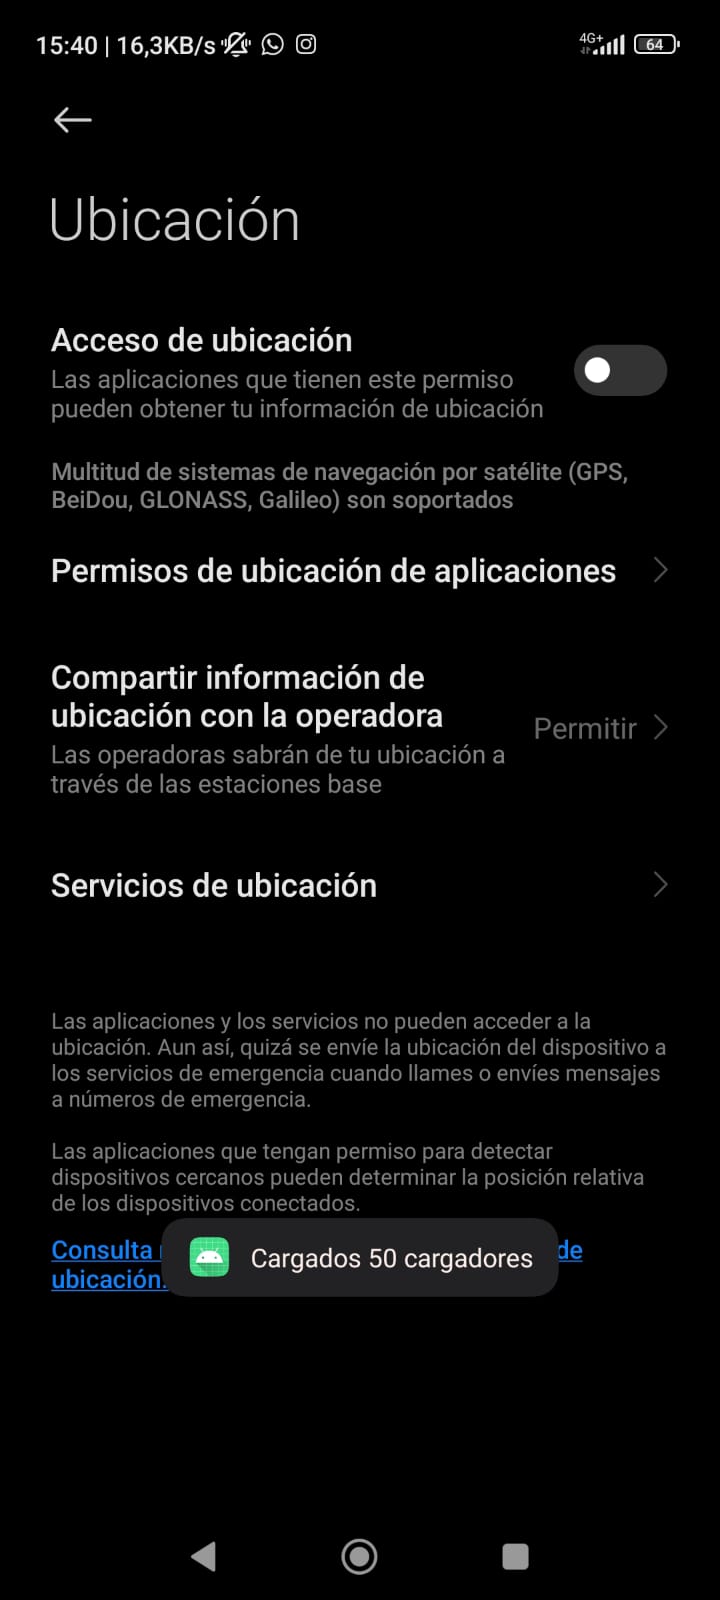 15:40 | 16,3KB/s
4G+
64
Ubicación
Acceso de ubicación
Las aplicaciones que tienen este permiso
pueden obtener tu información de ubicación
Multitud de sistemas de navegación por satélite (GPS,
BeiDou, GLONASS, Galileo) son soportados
Permisos de ubicación de aplicaciones
Compartir información de
ubicación con la operadora
Permitir
Las operadoras sabrán de tu ubicación a
través de las estaciones base
Servicios de ubicación
Las aplicaciones y los servicios no pueden acceder a la
ubicación. Aun así, quizá se envíe la ubicación del dispositivo a
los servicios de emergencia cuando llames o envíes mensajes
a números de emergencia.
Las aplicaciones que tengan permiso para detectar
dispositivos cercanos pueden determinar la posición relativa
de los dispositivos conectados.
Consulta de
ubicación.
Cargados 50 cargadores